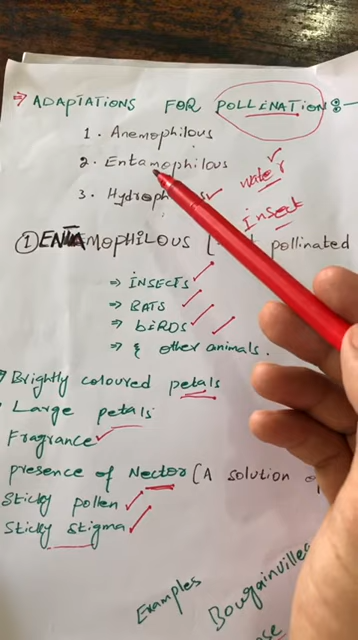 ⇒ ADAPTATIONS FOR POLLINATION:-
1. Anemophilous
2. Entamophilous
3. Hydroph
water
insect
① ENTAMOPHILOUS [ pollinated
⇒ INSECTS
⇒ BATS
⇒ BIRDS
⇒ & other animals.
Brightly coloured petals
Large petals
Fragrance
presence of Nector (A solution
Sticky pollen
Sticky stigma
Examples
Bougainvillea